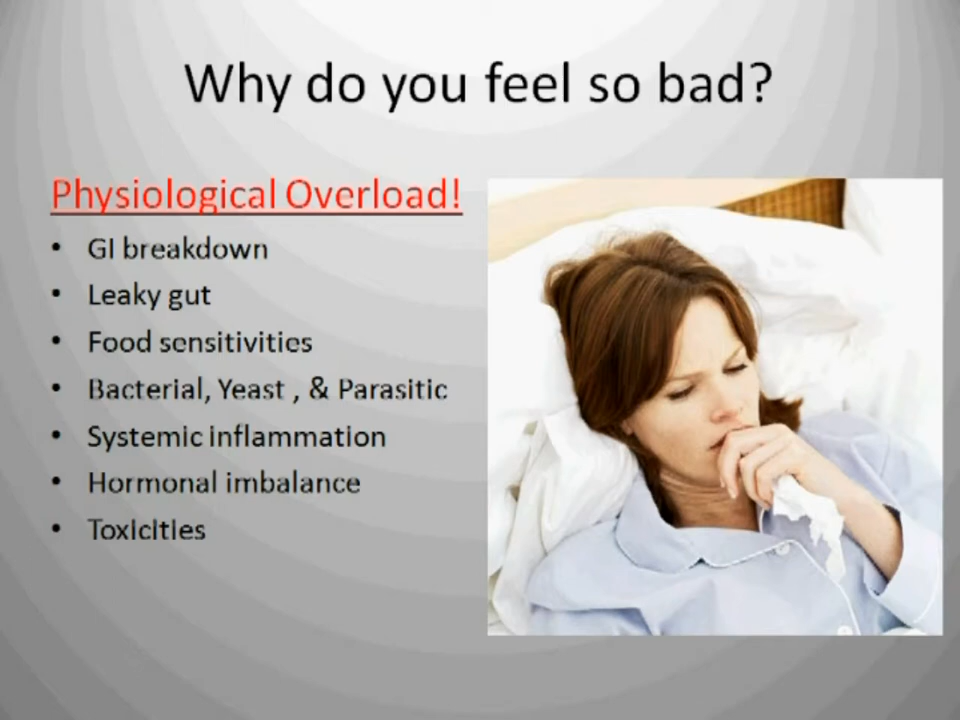 Why do you feel so bad?
Physiological Overload!
• GI breakdown
• Leaky gut
• Food sensitivities
• Bacterial, Yeast , & Parasitic
• Systemic inflammation
• Hormonal imbalance
• Toxicities